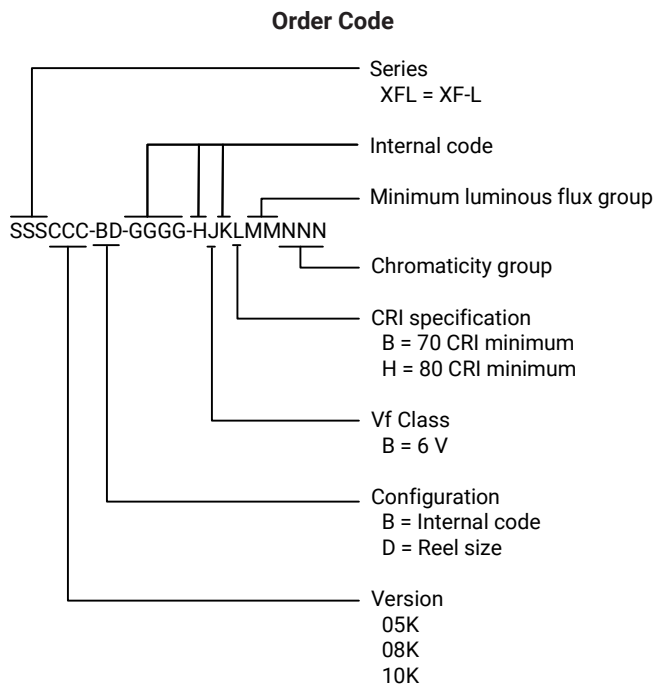 Order Code
Series
XFL = XF-L
Internal code
Minimum luminous flux group
SSSCCC-BD-GGGG-HJKLMMNNN
Chromaticity group
CRI specification
B = 70 CRI minimum
H = 80 CRI minimum
Vf Class
B = 6 V
Configuration
B = Internal code
D = Reel size
Version
05K
08K
10K